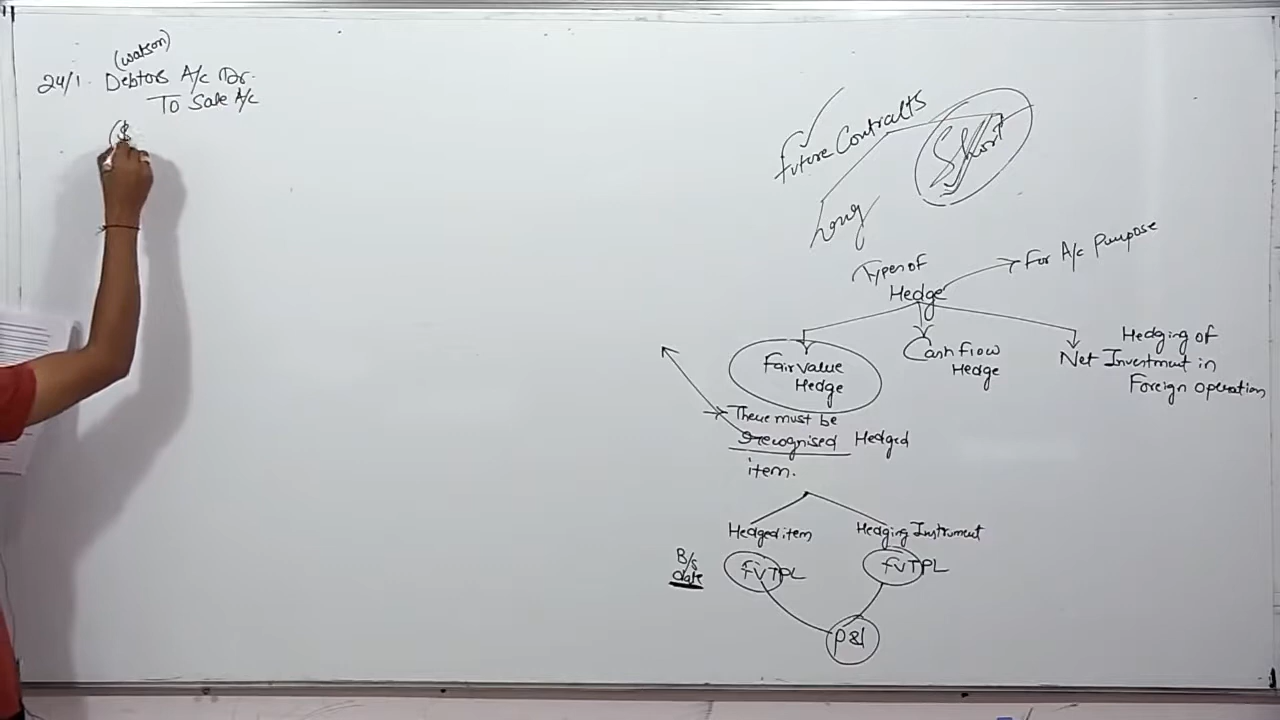 (watson)
24/1. Debtors A/c Dr.
To Sale A/c
($
Future Contralts
Short
Long
Types of
Hedge
For A/c Purpose
Fair value
Hedge
Cash flow
Hedge
Hedging of
Net Investment in
Foreign operation
There must be
recognised Hedged
item.
Hedged item
Hedging Instrument
B/s
date
FVTPL
FVTPL
P&L